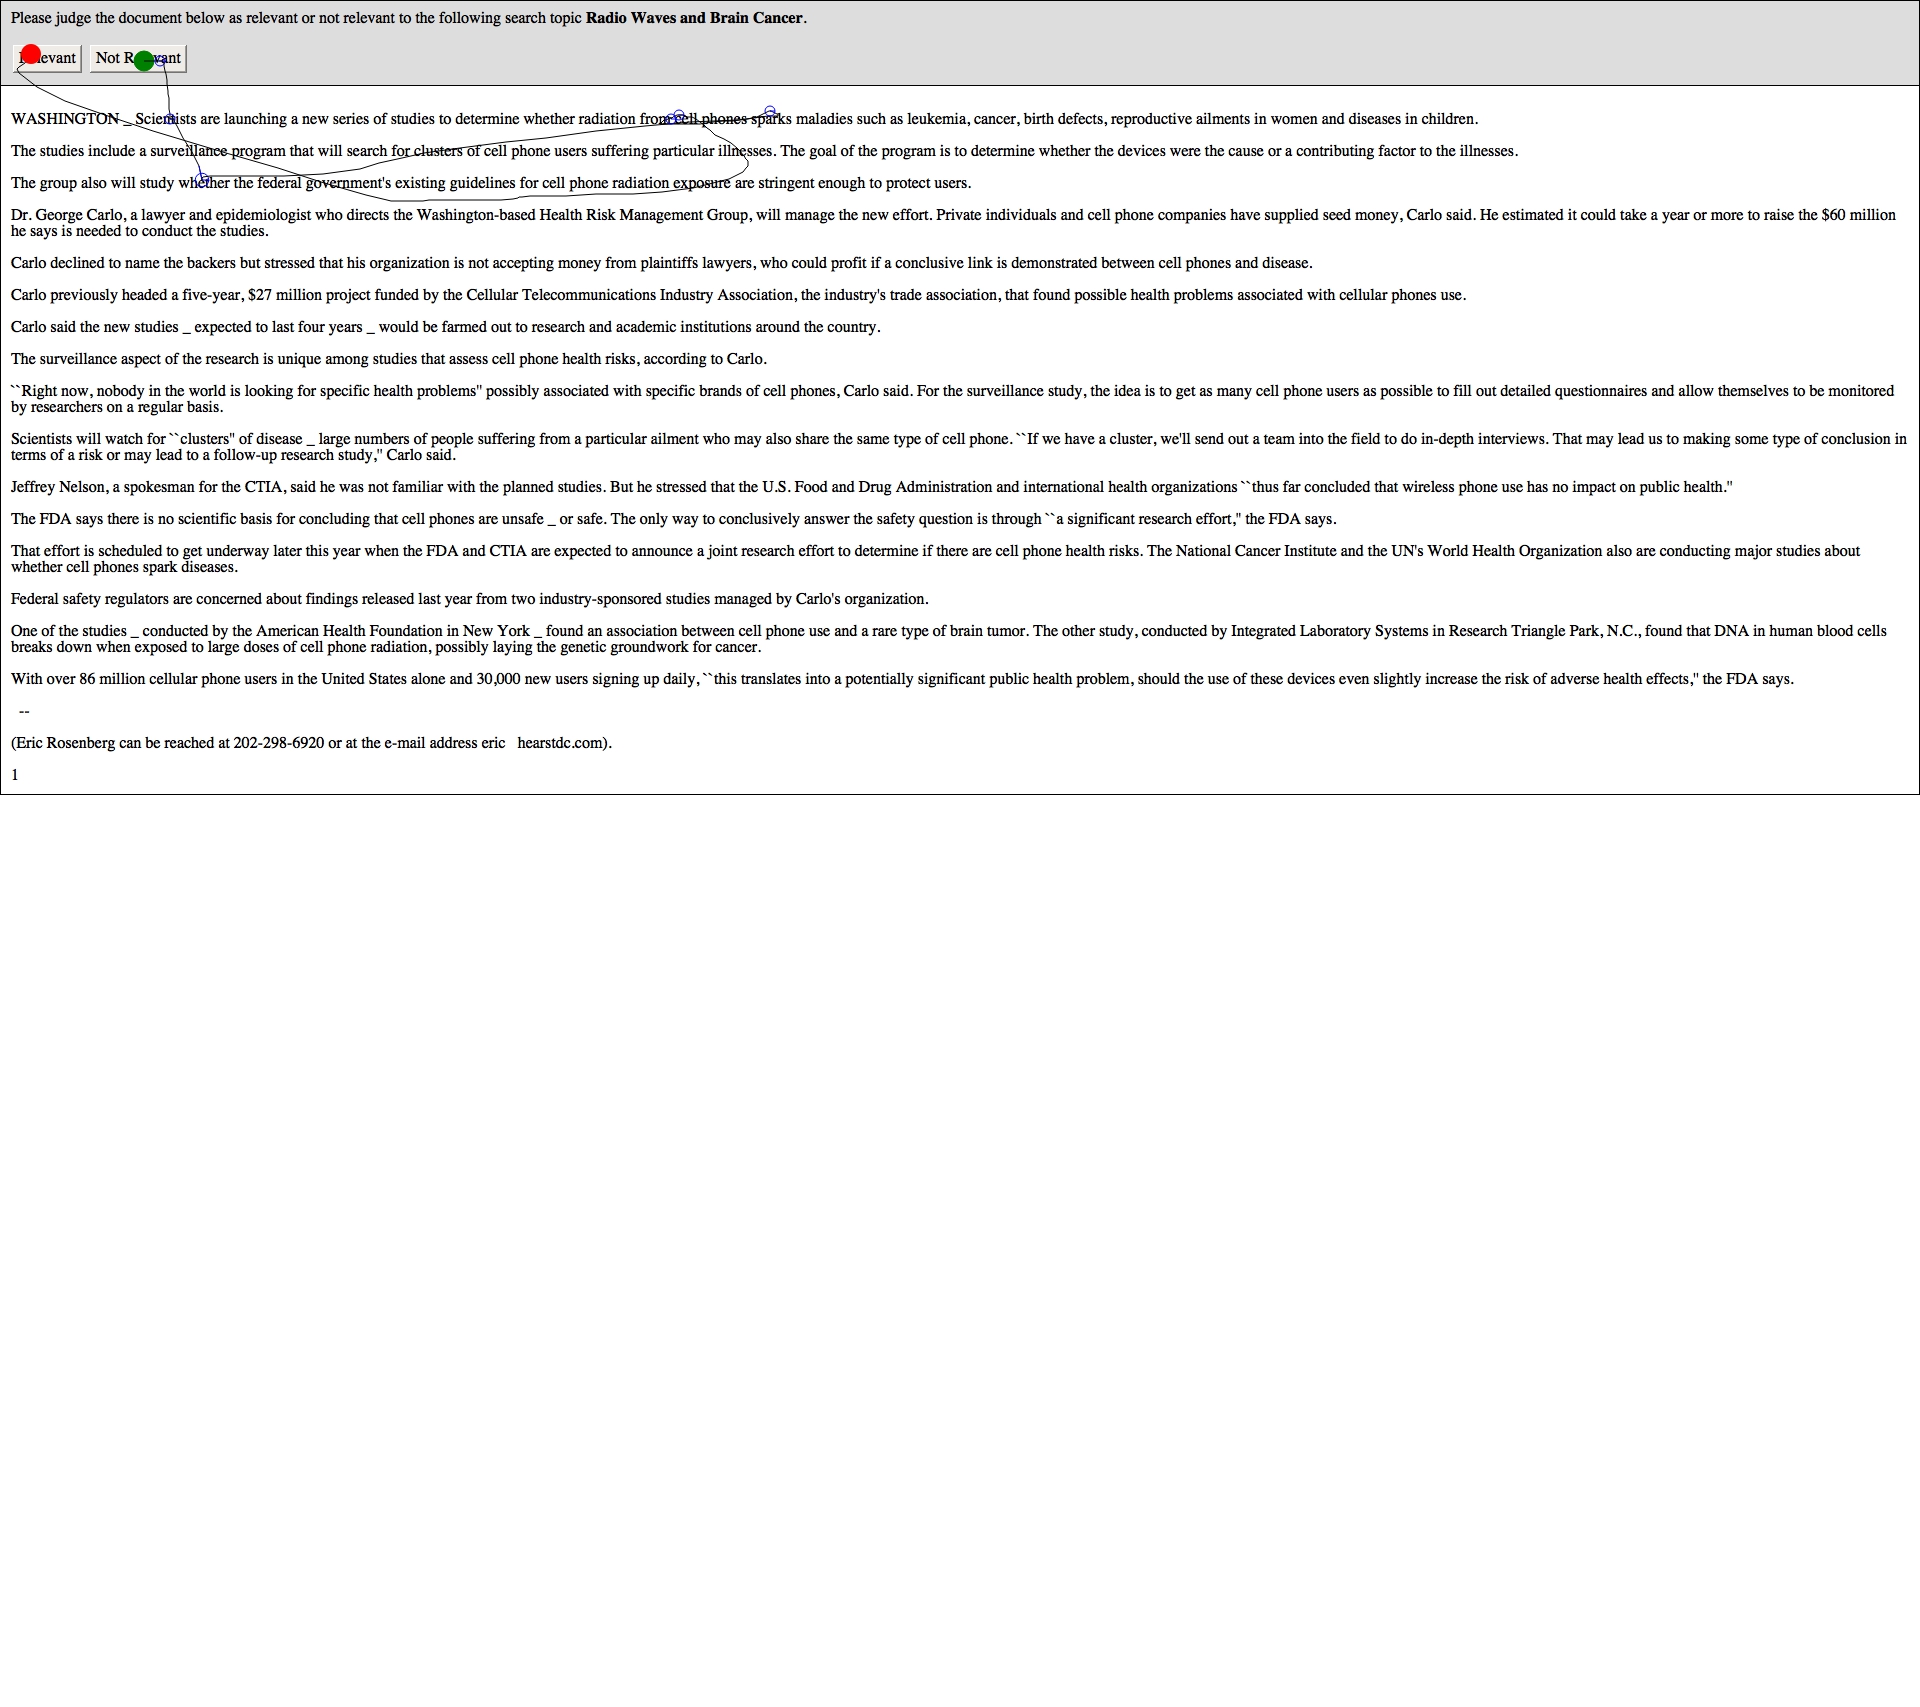 Please judge the document below as relevant or not relevant to the following search topic Radio Waves and Brain Cancer.
evant Not R vant
WASHINGTON _ Scientists are launching a new series of studies to determine whether radiation from cell phones sparks maladies such as leukemia, cancer, birth defects, reproductive ailments in women and diseases in children.
The studies include a surveillance program that will search for clusters of cell phone users suffering particular illnesses. The goal of the program is to determine whether the devices were the cause or a contributing factor to the illnesses.
The group also will study whether the federal government's existing guidelines for cell phone radiation exposure are stringent enough to protect users.
Dr. George Carlo, a lawyer and epidemiologist who directs the Washington-based Health Risk Management Group, will manage the new effort. Private individuals and cell phone companies have supplied seed money, Carlo said. He estimated it could take a year or more to raise the $60 million
he says is needed to conduct the studies.
Carlo declined to name the backers but stressed that his organization is not accepting money from plaintiffs lawyers, who could profit if a conclusive link is demonstrated between cell phones and disease.
Carlo previously headed a five-year, $27 million project funded by the Cellular Telecommunications Industry Association, the industry's trade association, that found possible health problems associated with cellular phones use.
Carlo said the new studies _ expected to last four years _ would be farmed out to research and academic institutions around the country.
The surveillance aspect of the research is unique among studies that assess cell phone health risks, according to Carlo.
``Right now, nobody in the world is looking for specific health problems'' possibly associated with specific brands of cell phones, Carlo said. For the surveillance study, the idea is to get as many cell phone users as possible to fill out detailed questionnaires and allow themselves to be monitored
by researchers on a regular basis.
Scientists will watch for ``clusters'' of disease _ large numbers of people suffering from a particular ailment who may also share the same type of cell phone. ``If we have a cluster, we'll send out a team into the field to do in-depth interviews. That may lead us to making some type of conclusion in
terms of a risk or may lead to a follow-up research study,'' Carlo said.
Jeffrey Nelson, a spokesman for the CTIA, said he was not familiar with the planned studies. But he stressed that the U.S. Food and Drug Administration and international health organizations ``thus far concluded that wireless phone use has no impact on public health.''
The FDA says there is no scientific basis for concluding that cell phones are unsafe _ or safe. The only way to conclusively answer the safety question is through ``a significant research effort,'' the FDA says.
That effort is scheduled to get underway later this year when the FDA and CTIA are expected to announce a joint research effort to determine if there are cell phone health risks. The National Cancer Institute and the UN's World Health Organization also are conducting major studies about
whether cell phones spark diseases.
Federal safety regulators are concerned about findings released last year from two industry-sponsored studies managed by Carlo's organization.
One of the studies _ conducted by the American Health Foundation in New York _ found an association between cell phone use and a rare type of brain tumor. The other study, conducted by Integrated Laboratory Systems in Research Triangle Park, N.C., found that DNA in human blood cells
breaks down when exposed to large doses of cell phone radiation, possibly laying the genetic groundwork for cancer.
With over 86 million cellular phone users in the United States alone and 30,000 new users signing up daily, ``this translates into a potentially significant public health problem, should the use of these devices even slightly increase the risk of adverse health effects,'' the FDA says.
--
(Eric Rosenberg can be reached at 202-298-6920 or at the e-mail address eric hearstdc.com).
1